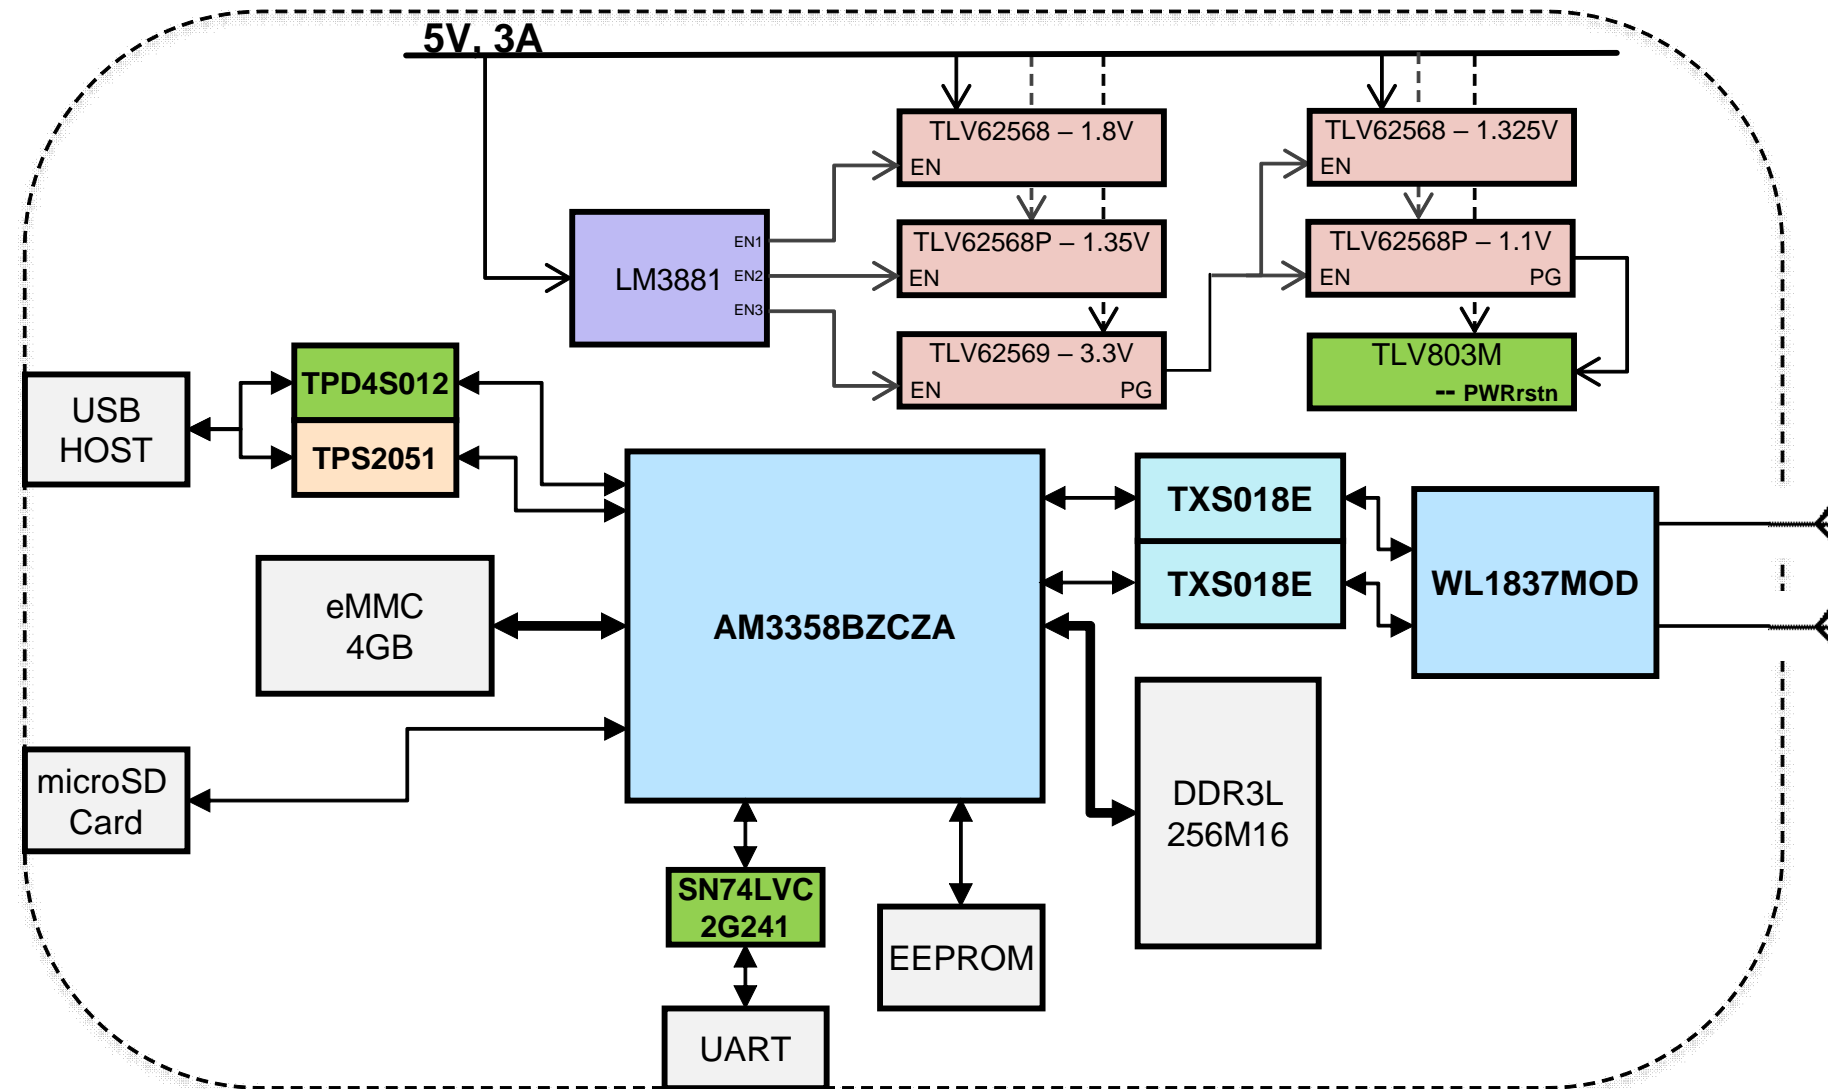 5V, 3A
TLV62568 – 1.8V
EN
TLV62568 – 1.325V
EN
LM3881
EN1
EN2
EN3
TLV62568P – 1.35V
EN
TLV62568P – 1.1V
EN
PG
TLV62569 – 3.3V
EN
PG
TLV803M
-- PWRrstn
USB
HOST
TPD4S012
TPS2051
AM3358BZCZA
TXS018E
TXS018E
WL1837MOD
eMMC
4GB
microSD
Card
DDR3L
256M16
SN74LVC
2G241
EEPROM
UART